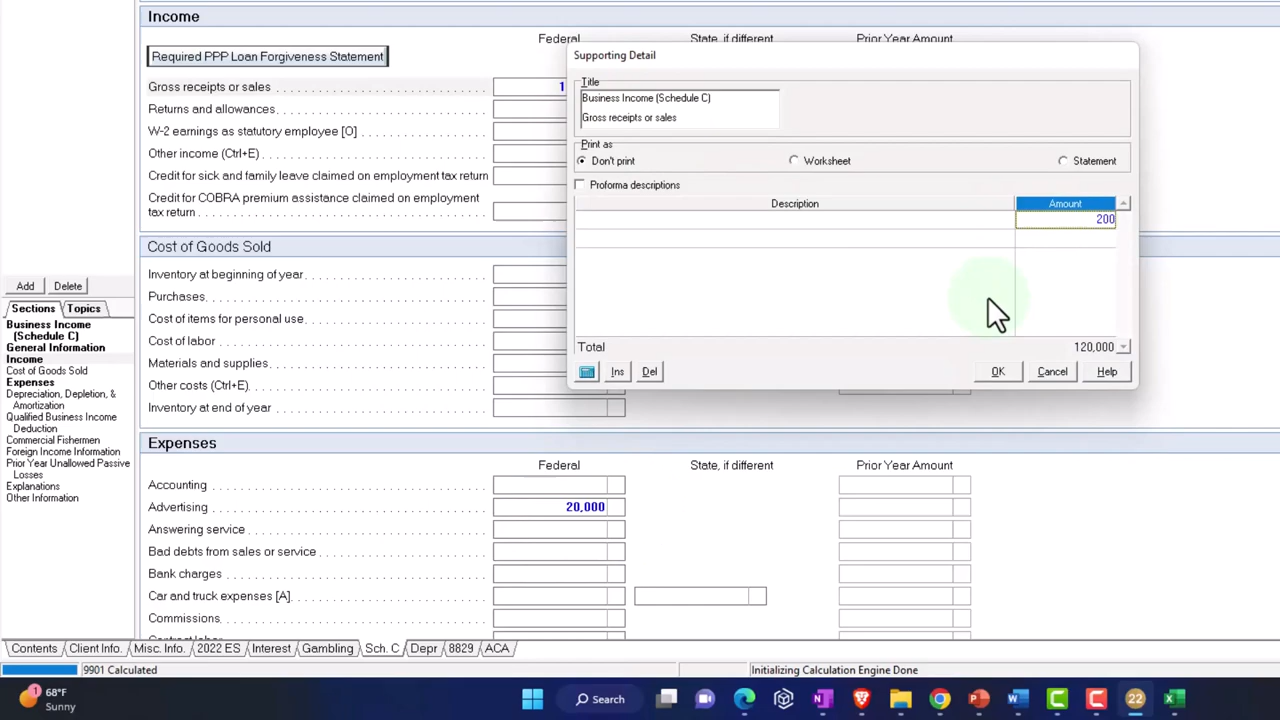 Income
Federal State, if different Prior Year Amount
Required PPP Loan Forgiveness Statement
Gross receipts or sales 1
Returns and allowances
W-2 earnings as statutory employee [O]
Other income (Ctrl+E)
Credit for sick and family leave claimed on employment tax return
Credit for COBRA premium assistance claimed on employment
tax return
Supporting Detail
Title
Business Income (Schedule C)
Gross receipts or sales
Print as
Don't print Worksheet Statement
Proforma descriptions
Description Amount
200
Total 120,000
Ins Del OK Cancel Help
Cost of Goods Sold
Inventory at beginning of year
Purchases
Cost of items for personal use
Cost of labor
Materials and supplies
Other costs (Ctrl+E)
Inventory at end of year
Expenses
Federal State, if different Prior Year Amount
Accounting
Advertising 20,000
Answering service
Bad debts from sales or service
Bank charges
Car and truck expenses [A]
Commissions
Contract labor
Add Delete
Sections Topics
Business Income
(Schedule C)
General Information
Income
Cost of Goods Sold
Expenses
Depreciation, Depletion, &
Amortization
Qualified Business Income
Deduction
Commercial Fishermen
Foreign Income Information
Prior Year Unallowed Passive
Losses
Explanations
Other Information
Contents Client Info. Misc. Info. 2022 ES Interest Gambling Sch. C Depr 8829 ACA
9901 Calculated Initializing Calculation Engine Done
1
68°F
Sunny
Search
22